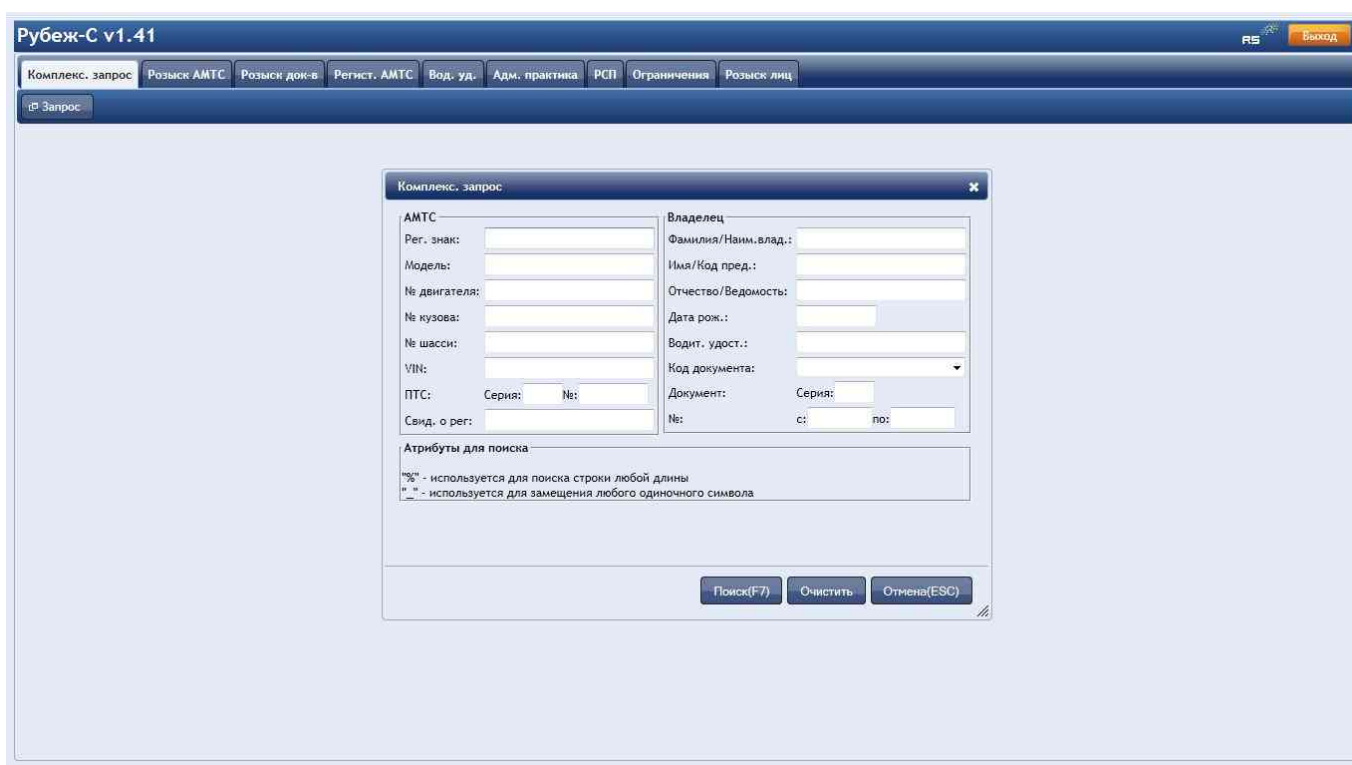 Рубеж-С v1.41
RS
Выход
Комплекс. запрос Розыск АМТС Розыск док-в Регист. АМТС Вод. уд. Адм. практика РСП Ограничения Розыск лиц
Запрос
Комплекс. запрос
АМТС
Рег. знак:
Модель:
№ двигателя:
№ кузова:
№ шасси:
VIN:
ПТС: Серия: №:
Свид. о рег:
Владелец
Фамилия/Наим.влад.:
Имя/Код пред.:
Отчество/Ведомость:
Дата рож.:
Водит. удост.:
Код документа:
Документ: Серия:
№: с: по:
Атрибуты для поиска
"%" - используется для поиска строки любой длины
"_" - используется для замещения любого одиночного символа
Поиск(F7) Очистить Отмена(ESC)